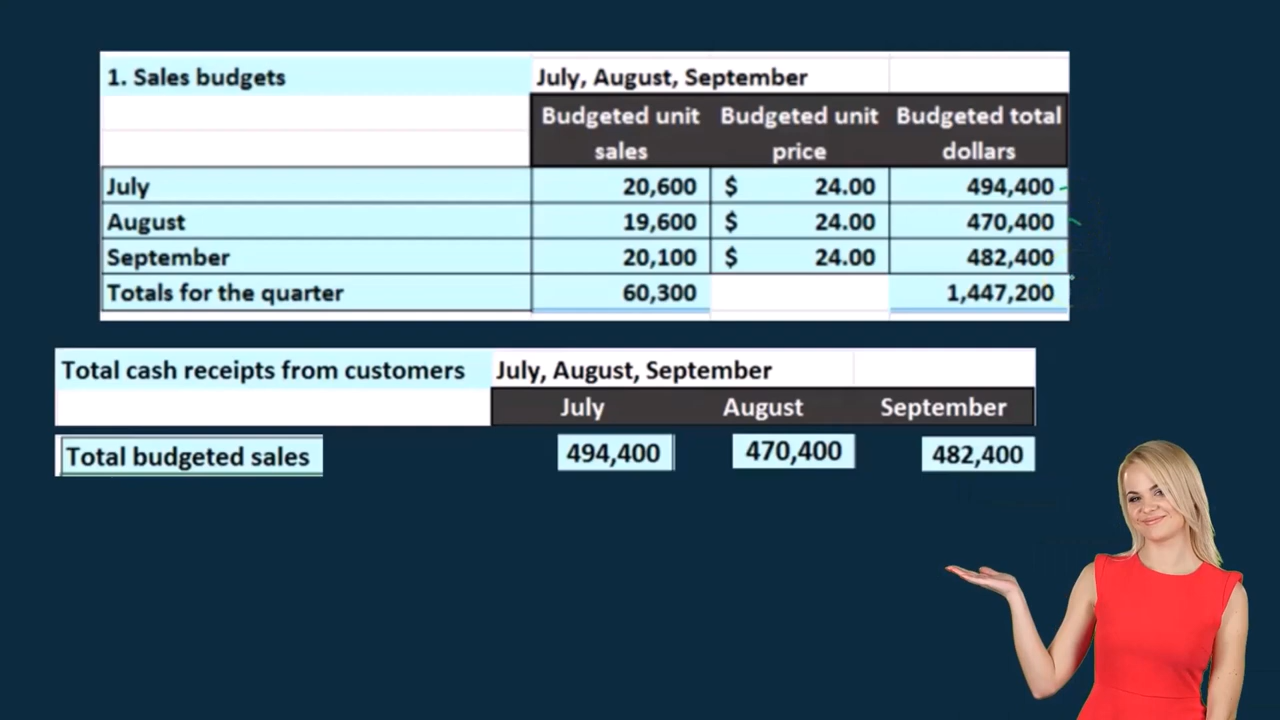 1. Sales budgets July, August, September
Budgeted unit sales Budgeted unit price Budgeted total dollars
July 20,600 $ 24.00 494,400
August 19,600 $ 24.00 470,400
September 20,100 $ 24.00 482,400
Totals for the quarter 60,300 1,447,200
Total cash receipts from customers July, August, September
July August September
Total budgeted sales 494,400 470,400 482,400